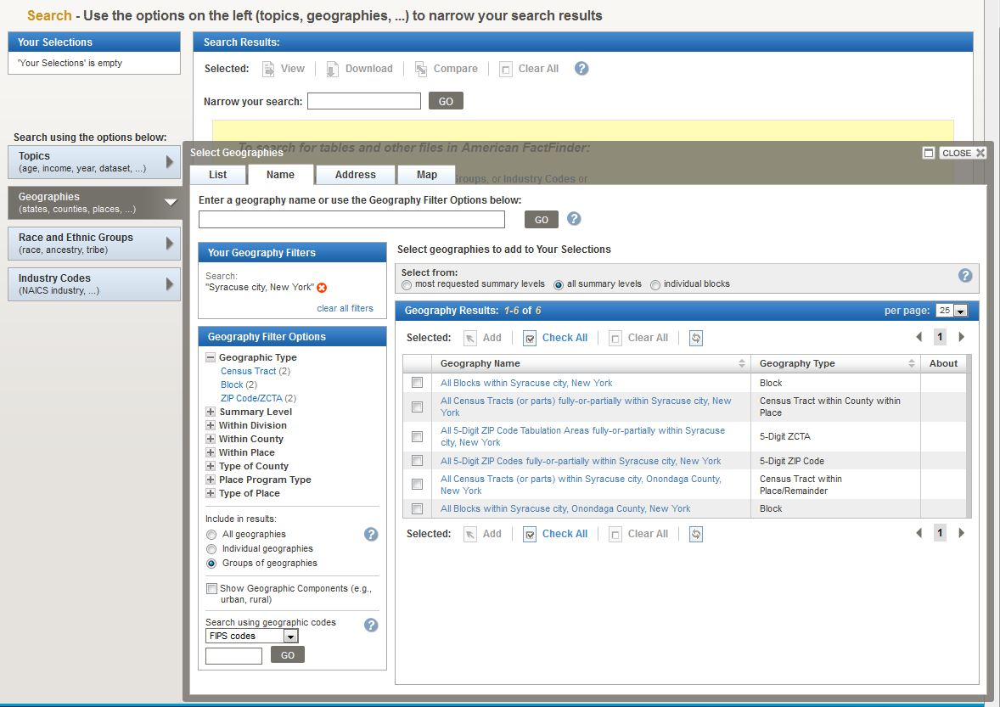 Search - Use the options on the left (topics, geographies, ...) to narrow your search results
Your Selections
'Your Selections' is empty
Search Results:
Selected: View Download Compare Clear All ?
Narrow your search: GO
Search using the options below:
Topics
(age, income, year, dataset, ...)
Geographies
(states, counties, places, ...)
Race and Ethnic Groups
(race, ancestry, tribe)
Industry Codes
(NAICS industry, ...)
To search for tables and other files in American FactFinder:
Select Geographies
CLOSE
List Name Address Map
Groups, or Industry Codes or
Enter a geography name or use the Geography Filter Options below:
GO ?
Your Geography Filters
Search:
"Syracuse city, New York"
clear all filters
Geography Filter Options
Geographic Type
Census Tract (2)
Block (2)
ZIP Code/ZCTA (2)
Summary Level
Within Division
Within County
Within Place
Type of County
Place Program Type
Type of Place
Include in results:
All geographies
Individual geographies
Groups of geographies
?
Show Geographic Components (e.g.,
urban, rural)
Search using geographic codes
FIPS codes
?
GO
Select geographies to add to Your Selections
Select from:
most requested summary levels all summary levels individual blocks
?
Geography Results: 1-6 of 6 per page: 25
Selected: Add Check All Clear All 1
Geography Name Geography Type About
All Blocks within Syracuse city, New York Block
All Census Tracts (or parts) fully-or-partially within Syracuse city, New
York
Census Tract within County within
Place
All 5-Digit ZIP Code Tabulation Areas fully-or-partially within Syracuse
city, New York
5-Digit ZCTA
All 5-Digit ZIP Codes fully-or-partially within Syracuse city, New York 5-Digit ZIP Code
All Census Tracts (or parts) within Syracuse city, Onondaga County,
New York
Census Tract within
Place/Remainder
All Blocks within Syracuse city, Onondaga County, New York Block
Selected: Add Check All Clear All 1